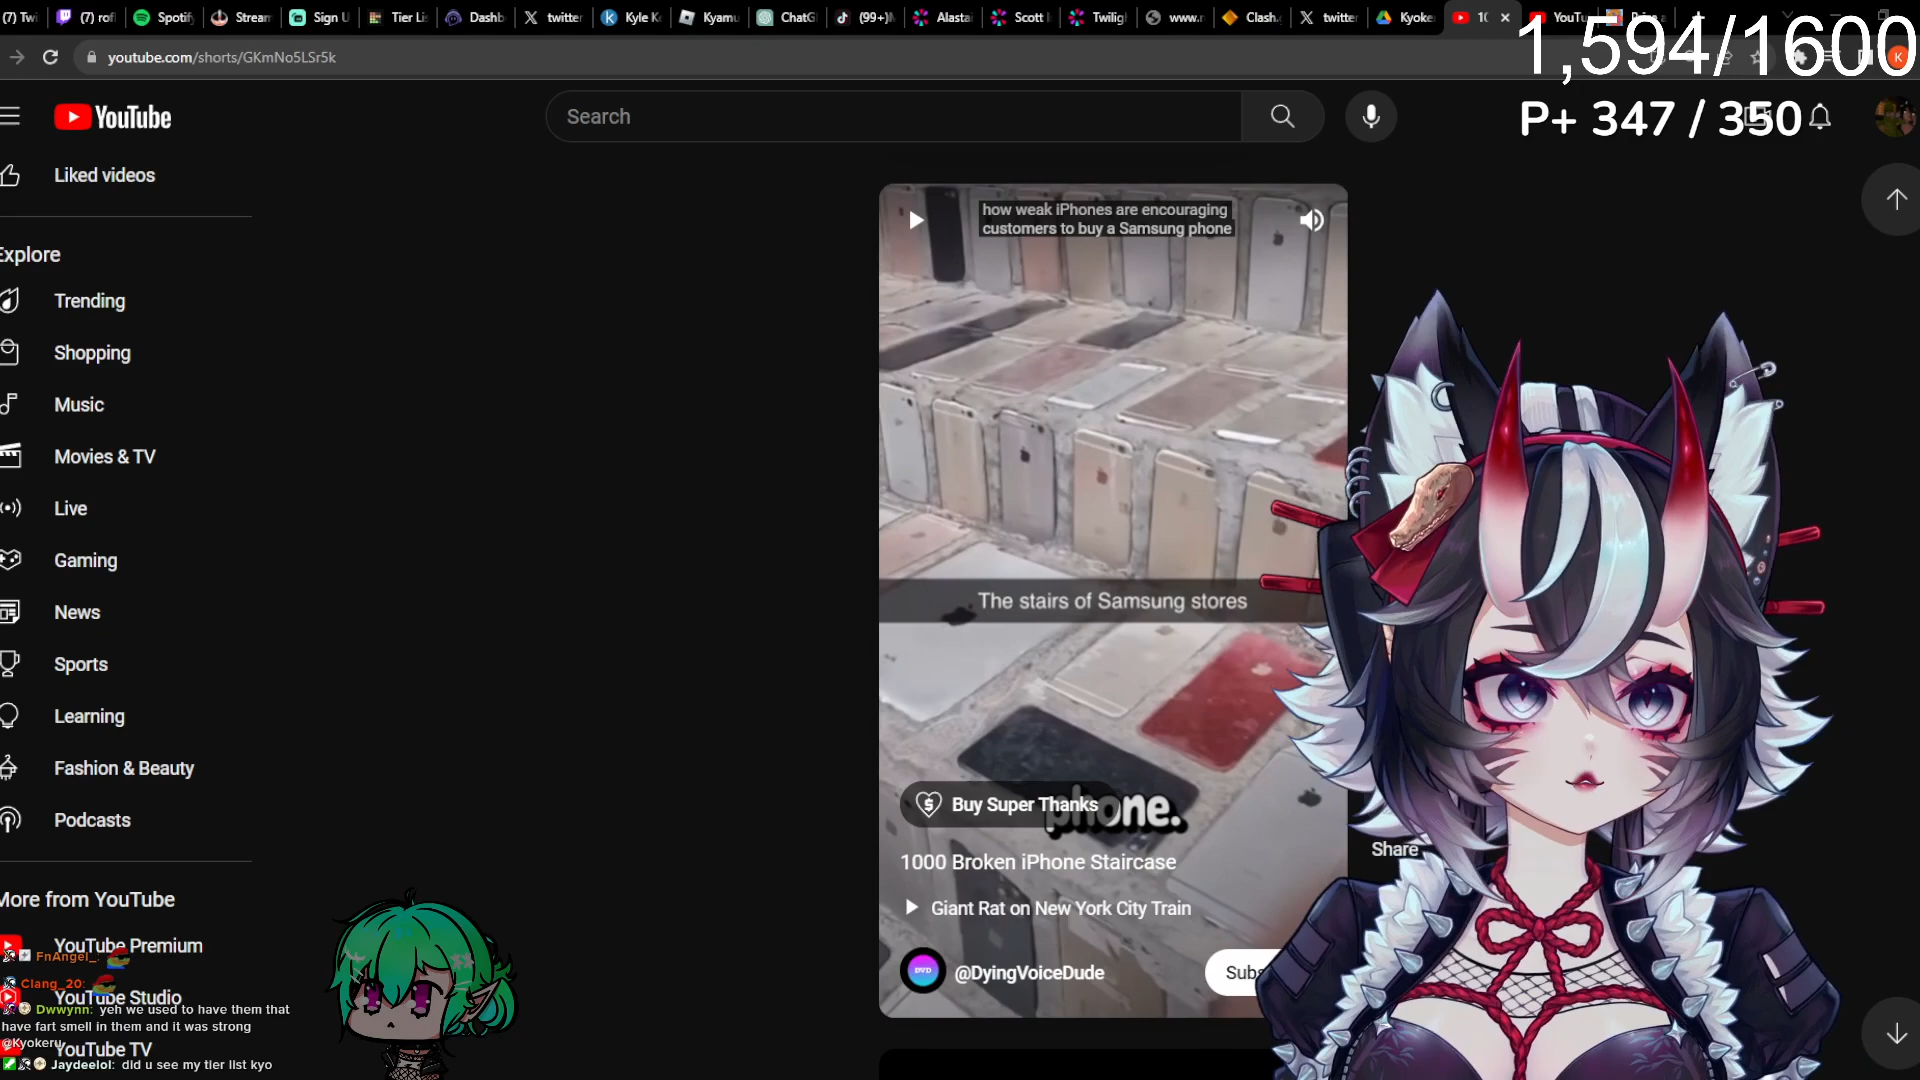 (7) Twi
(7) rofl
Spotify
Stream
Sign U
Tier Lis
Dashb
twitter
Kyle K
Kyamu
ChatG
(99+)
Alasta
Scott
Twiligh
www.r
Clash.
twitter
Kyoke
YouTu
1,594/1600
youtube.com/shorts/GKmNo5LSr5k
K
YouTube
Search
P+ 347 / 350
Liked videos
Explore
Trending
Shopping
Music
Movies & TV
Live
Gaming
News
Sports
Learning
Fashion & Beauty
Podcasts
More from YouTube
YouTube Premium
YouTube Studio
YouTube TV
FnAngel_:
Clang_20:
Dwwynn: yeh we used to have them that
have fart smell in them and it was strong
@Kyokeru
Jaydeelol: did u see my tier list kyo
how weak iPhones are encouraging
customers to buy a Samsung phone
The stairs of Samsung stores
Buy Super Thanks
phone.
1000 Broken iPhone Staircase
Giant Rat on New York City Train
DVD
@DyingVoiceDude
Subs
Share